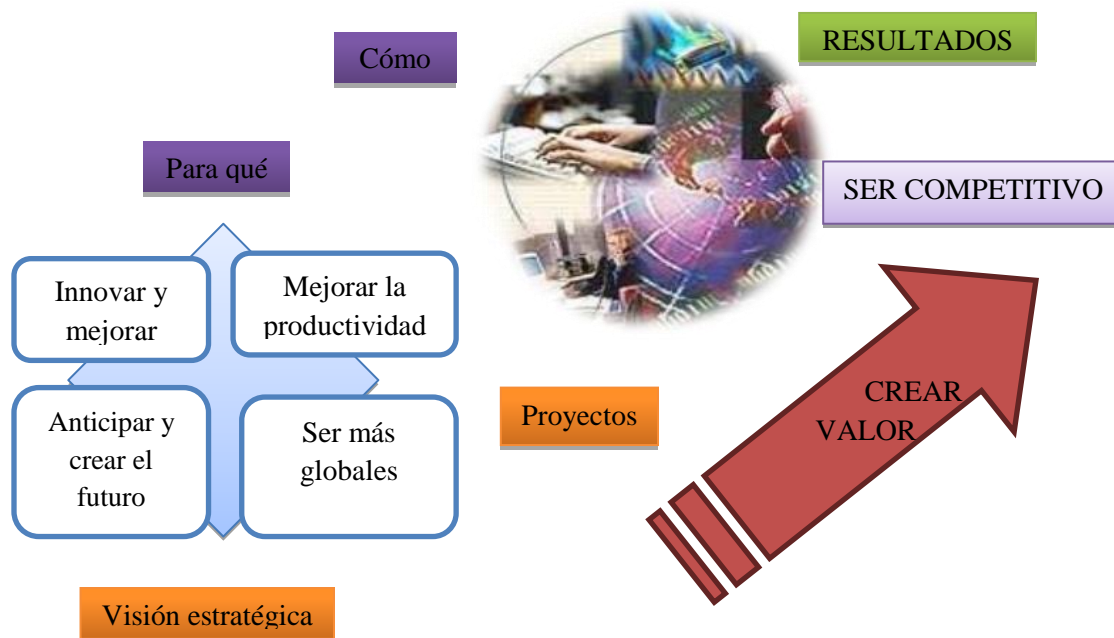 Cómo
RESULTADOS
Para qué
SER COMPETITIVO
Innovar y
mejorar
Mejorar la
productividad
Anticipar y
crear el
futuro
Ser más
globales
Proyectos
CREAR
VALOR
Visión estratégica